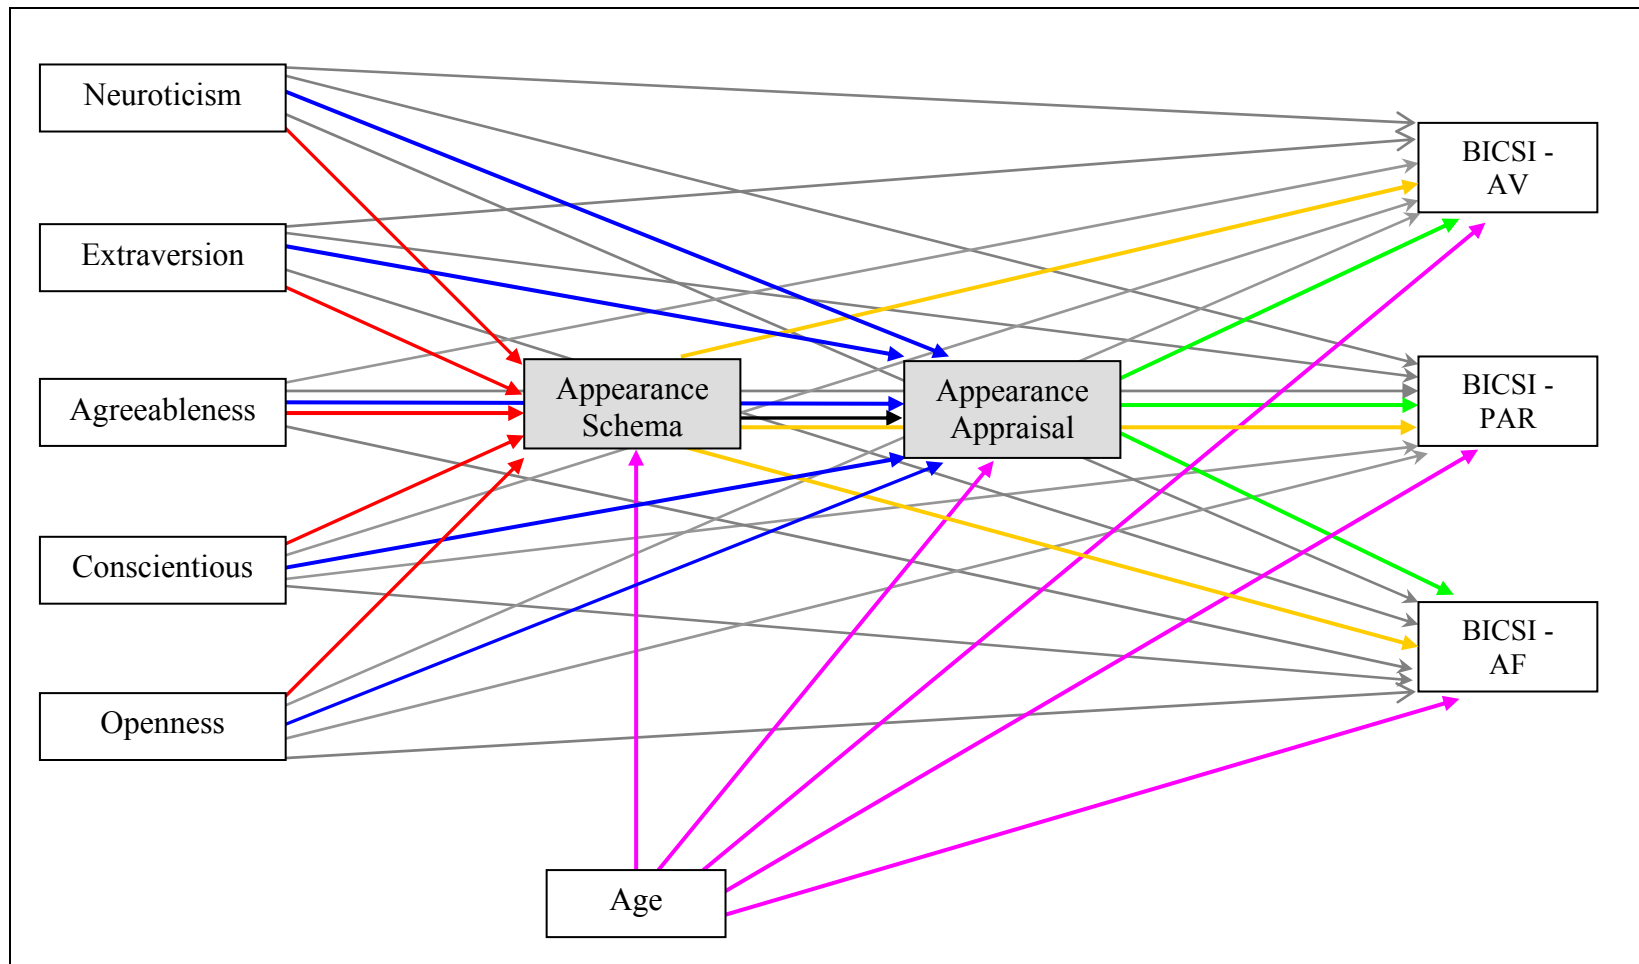 Neuroticism
Extraversion
Agreeableness
Conscientious
Openness
Appearance
Schema
Appearance
Appraisal
BICSI -
AV
BICSI -
PAR
BICSI -
AF
Age